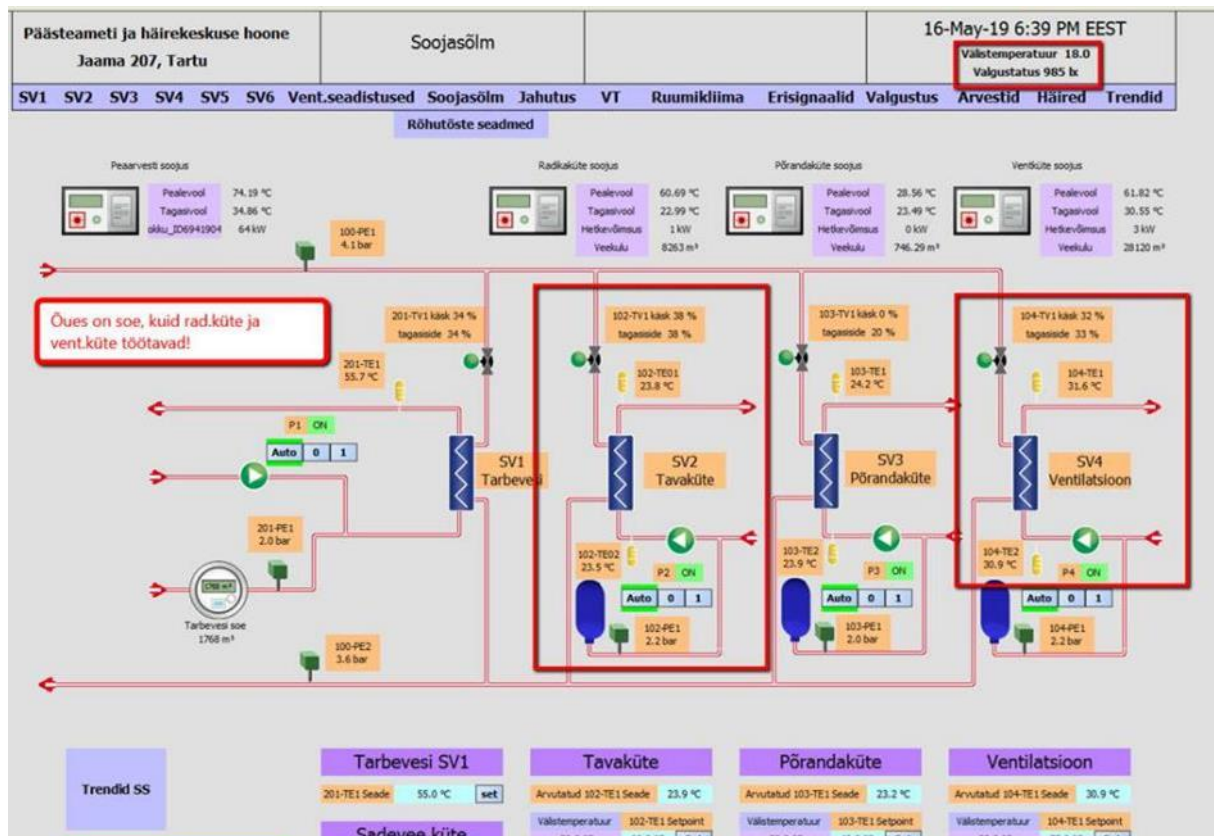 Päästeameti ja häirekeskuse hoone
Jaama 207, Tartu
Soojasõlm
16-May-19 6:39 PM EEST
Välistemperatuur 18.0
Valgustatus 985 lx
SV1 SV2 SV3 SV4 SV5 SV6 Vent.seadistused Soojasõlm Jahutus VT Ruumikliima Erisignaalid Valgustus Arvestid Häired Trendid
Rõhutõste seadmed
Peaarvesti soojus
Pealevool 74.19 °C
Tagasivool 34.86 °C
okku_ID6941904 64 kW
Radikaküte soojus
Pealevool 60.69 °C
Tagasivool 22.99 °C
Hetkevõimsus 1 kW
Veekulu 8263 m³
Põrandaküte soojus
Pealevool 28.56 °C
Tagasivool 23.49 °C
Hetkevõimsus 0 kW
Veekulu 746.29 m³
Ventküte soojus
Pealevool 61.82 °C
Tagasivool 30.55 °C
Hetkevõimsus 3 kW
Veekulu 28120 m³
100-PE1
4.1 bar
Õues on soe, kuid rad.küte ja
vent.küte töötavad!
201-TV1 käsk 34 %
tagasiside 34 %
102-TV1 käsk 38 %
tagasiside 38 %
103-TV1 käsk 0 %
tagasiside 20 %
104-TV1 käsk 32 %
tagasiside 33 %
201-TE1
55.7 °C
102-TE01
23.8 °C
103-TE1
24.2 °C
104-TE1
31.6 °C
P1 ON
Auto 0 1
SV1
Tarbevesi
SV2
Tavaküte
SV3
Põrandaküte
SV4
Ventilatsioon
201-PE1
2.0 bar
1768 m³
Tarbevesi soe
1768 m³
102-TE02
23.5 °C
P2 ON
Auto 0 1
102-PE1
2.2 bar
103-TE2
23.9 °C
P3 ON
Auto 0 1
103-PE1
2.0 bar
104-TE2
30.9 °C
P4 ON
Auto 0 1
104-PE1
2.2 bar
100-PE2
3.6 bar
Trendid SS
Tarbevesi SV1
201-TE1 Seade 55.0 °C set
Sadevee küte
Tavaküte
Arvutatud 102-TE1 Seade 23.9 °C
Välistemperatuur 102-TE1 Setpoint
Põrandaküte
Arvutatud 103-TE1 Seade 23.2 °C
Välistemperatuur 103-TE1 Setpoint
Ventilatsioon
Arvutatud 104-TE1 Seade 30.9 °C
Välistemperatuur 104-TE1 Setpoint